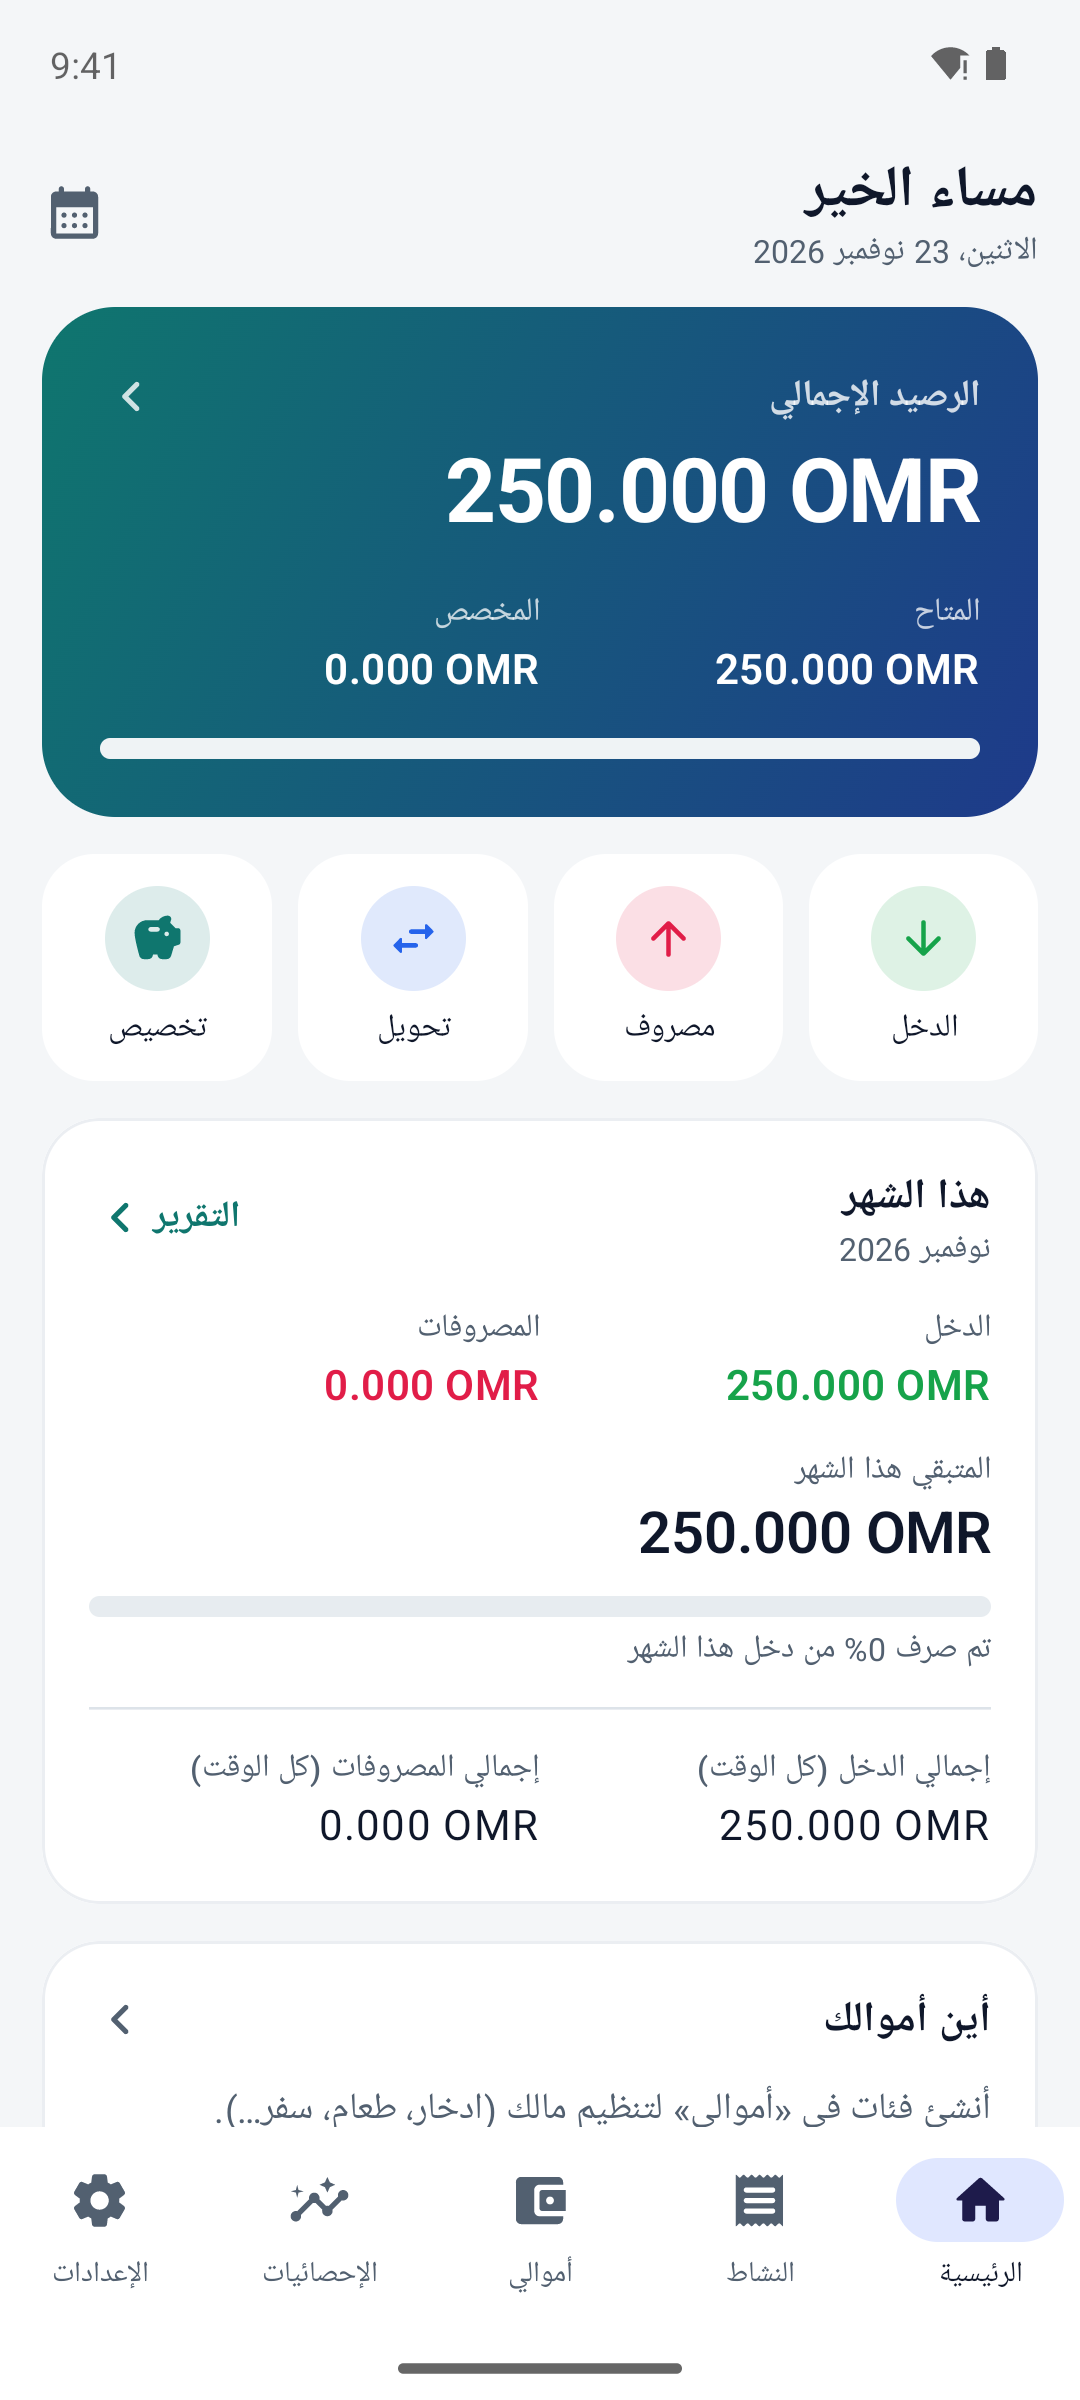 9:41
مساء الخير
الاثنين، 23 نوفمبر 2026
الرصيد الإجمالي
250.000 OMR
المتاح
المخصص
250.000 OMR
0.000 OMR
الدخل
مصروف
تحويل
تخصيص
هذا الشهر
التقرير
نوفمبر 2026
الدخل
المصروفات
250.000 OMR
0.000 OMR
المتبقي هذا الشهر
250.000 OMR
تم صرف 0% من دخل هذا الشهر
إجمالي الدخل (كل الوقت)
إجمالي المصروفات (كل الوقت)
250.000 OMR
0.000 OMR
أين أموالك
أنشئ فئات في «أموالي» لتنظيم مالك (ادخار، طعام، سفر...).
الرئيسية
النشاط
أموالي
الإحصائيات
الإعدادات